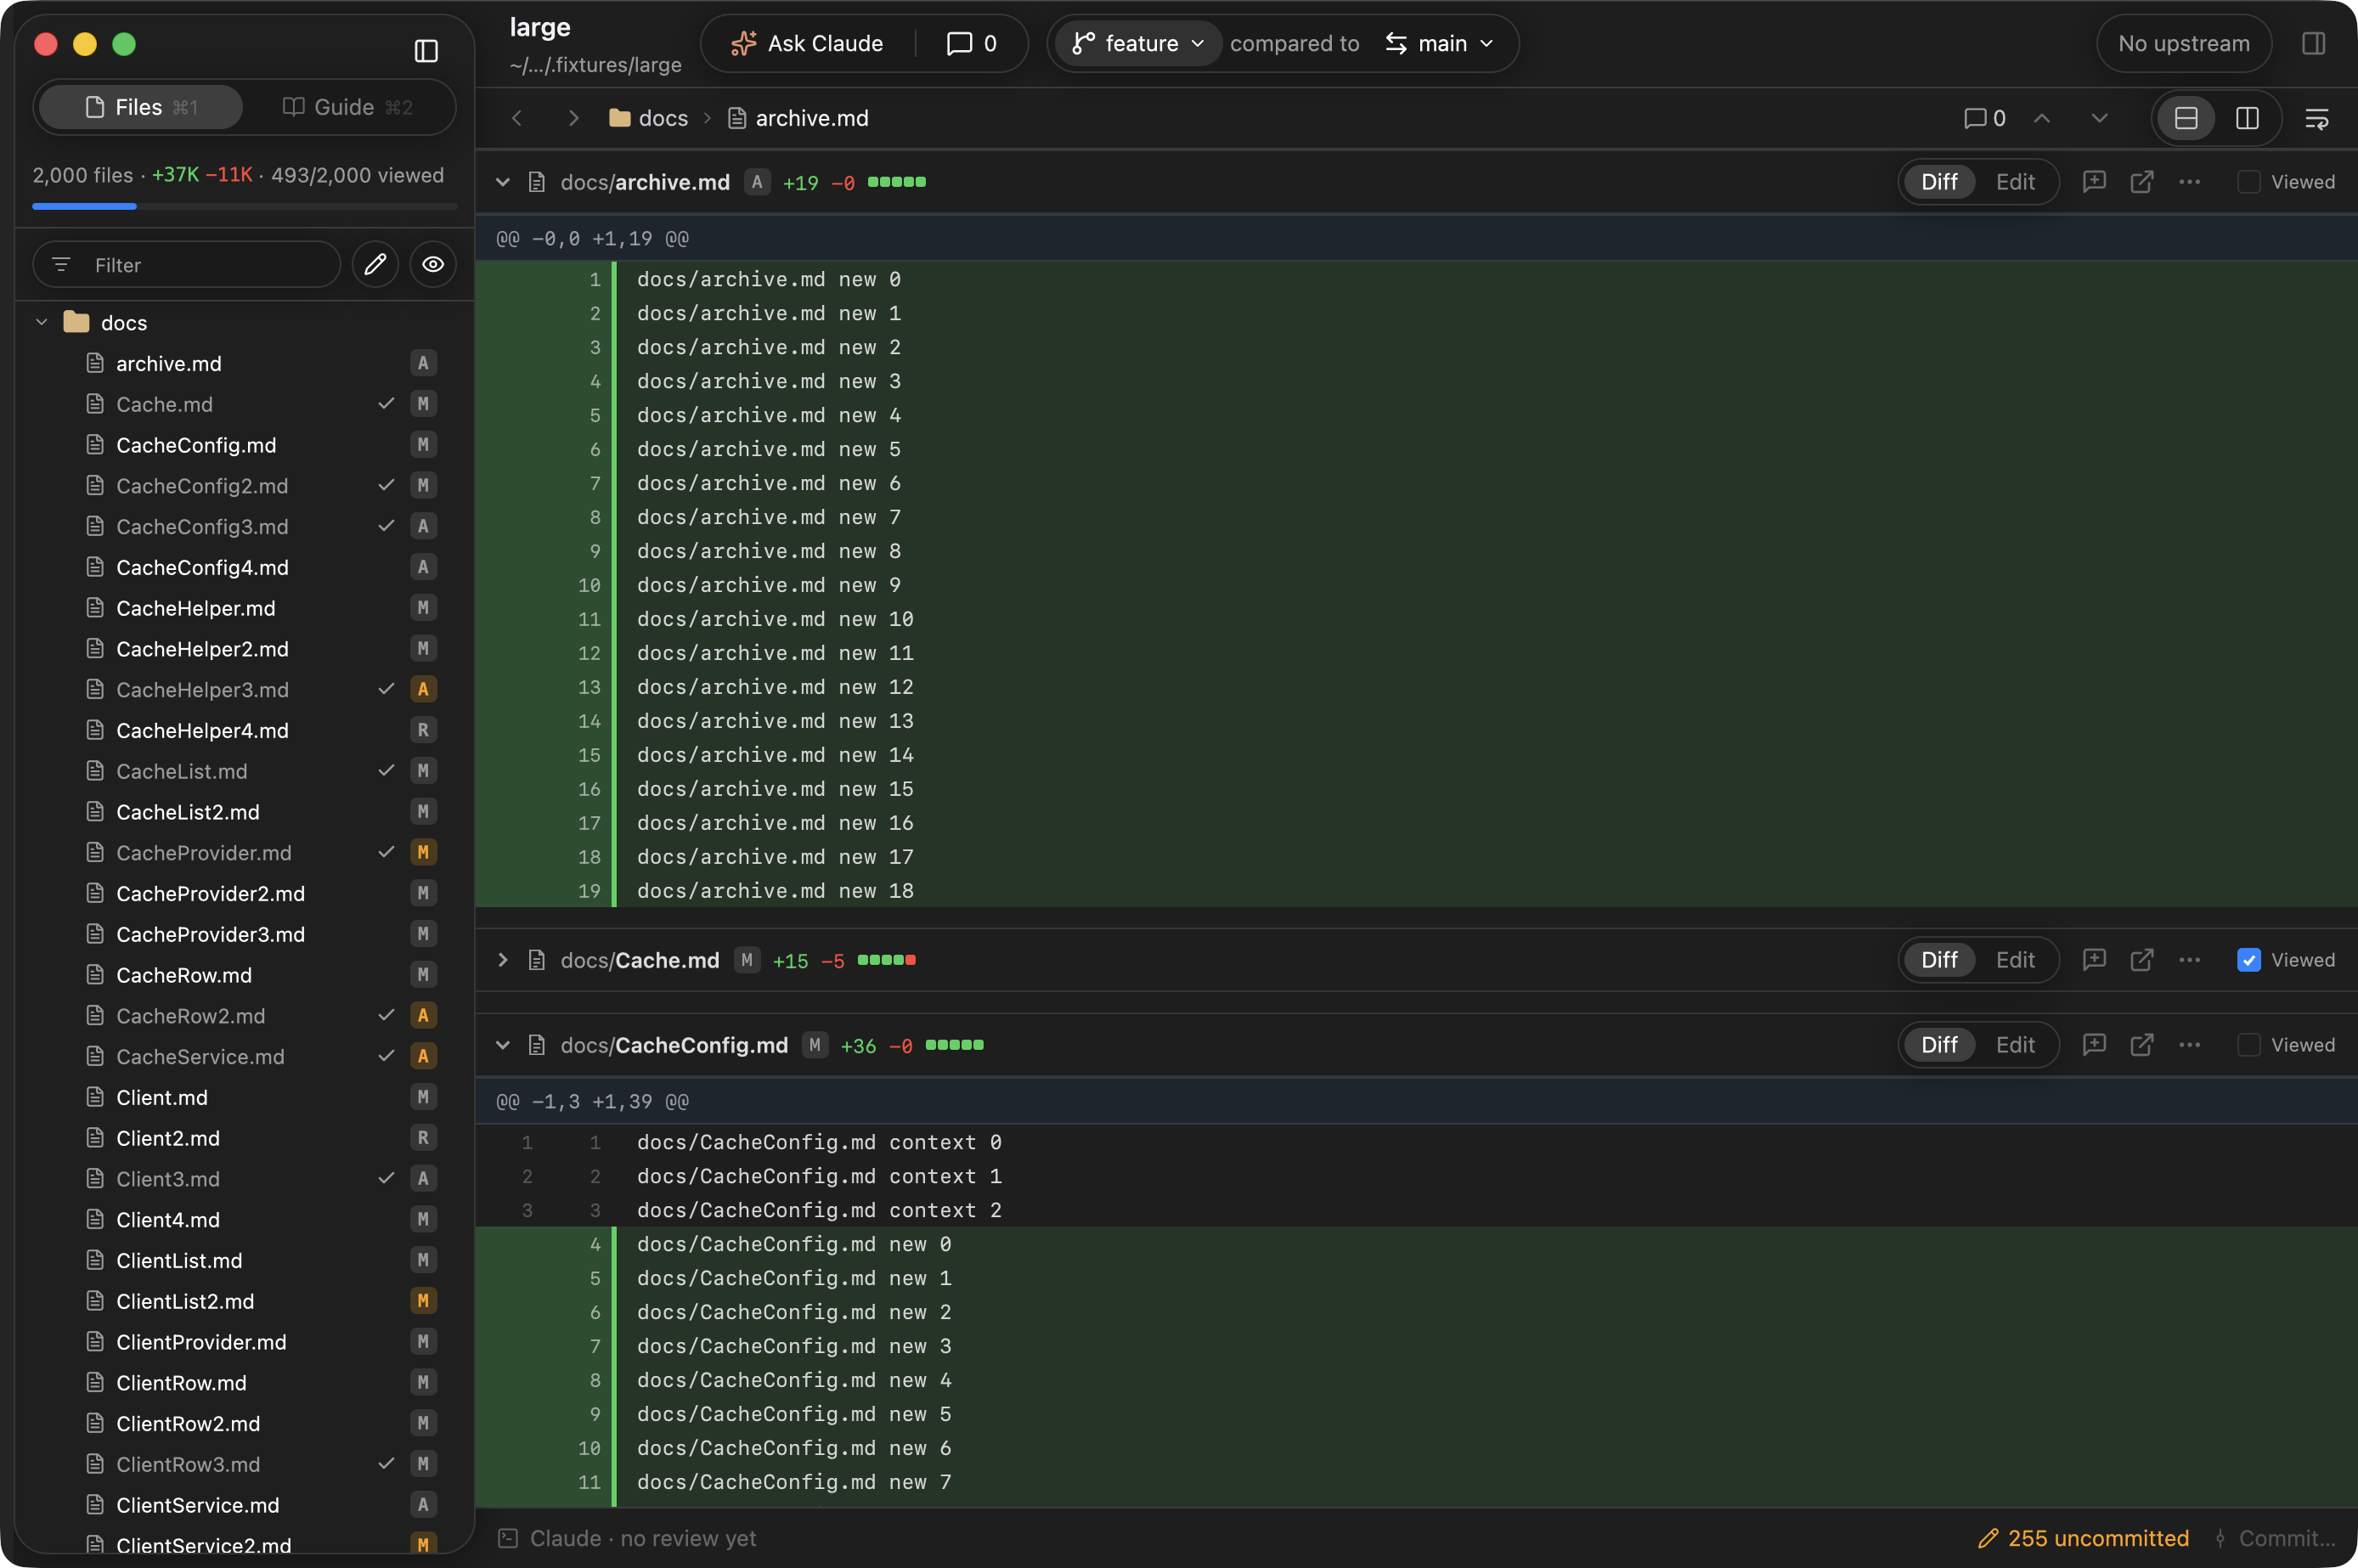 Files ⌘1
Guide ⌘2
2,000 files · +37K −11K · 493/2,000 viewed
Filter
docs
archive.md A
Cache.md M
CacheConfig.md M
CacheConfig2.md M
CacheConfig3.md A
CacheConfig4.md A
CacheHelper.md M
CacheHelper2.md M
CacheHelper3.md A
CacheHelper4.md R
CacheList.md M
CacheList2.md M
CacheProvider.md M
CacheProvider2.md M
CacheProvider3.md M
CacheRow.md M
CacheRow2.md A
CacheService.md A
Client.md M
Client2.md R
Client3.md A
Client4.md M
ClientList.md M
ClientList2.md M
ClientProvider.md M
ClientRow.md M
ClientRow2.md M
ClientRow3.md M
ClientService.md A
ClientService2.md M
large
~/…/.fixtures/large
Ask Claude
0
feature
compared to
main
No upstream
docs
archive.md
0
docs/archive.md A +19 −0 Diff Edit Viewed
@@ −0,0 +1,19 @@
1 docs/archive.md new 0
2 docs/archive.md new 1
3 docs/archive.md new 2
4 docs/archive.md new 3
5 docs/archive.md new 4
6 docs/archive.md new 5
7 docs/archive.md new 6
8 docs/archive.md new 7
9 docs/archive.md new 8
10 docs/archive.md new 9
11 docs/archive.md new 10
12 docs/archive.md new 11
13 docs/archive.md new 12
14 docs/archive.md new 13
15 docs/archive.md new 14
16 docs/archive.md new 15
17 docs/archive.md new 16
18 docs/archive.md new 17
19 docs/archive.md new 18
docs/Cache.md M +15 −5 Diff Edit Viewed
docs/CacheConfig.md M +36 −0 Diff Edit Viewed
@@ −1,3 +1,39 @@
1 1 docs/CacheConfig.md context 0
2 2 docs/CacheConfig.md context 1
3 3 docs/CacheConfig.md context 2
4 docs/CacheConfig.md new 0
5 docs/CacheConfig.md new 1
6 docs/CacheConfig.md new 2
7 docs/CacheConfig.md new 3
8 docs/CacheConfig.md new 4
9 docs/CacheConfig.md new 5
10 docs/CacheConfig.md new 6
11 docs/CacheConfig.md new 7
Claude · no review yet
255 uncommitted
Commit…